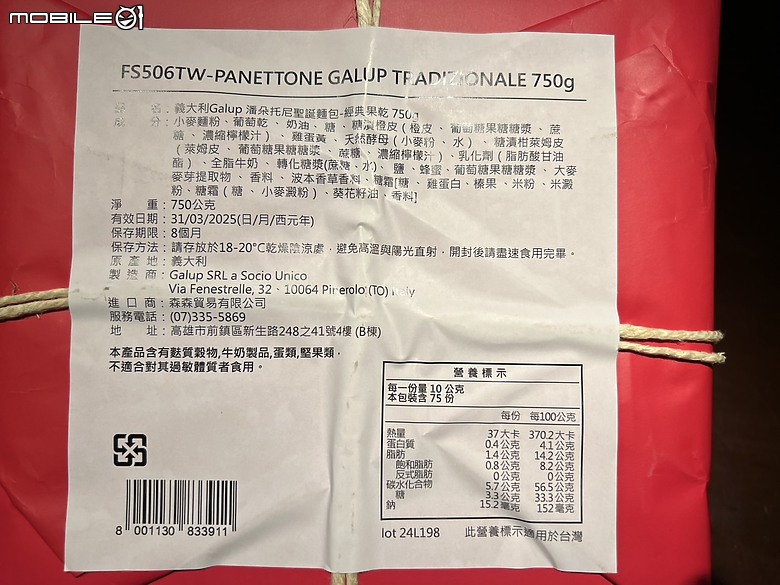 MOBILE01
FS506TW-PANETTONE GALUP TRADIZIONALE 750g
品 名：義大利Galup 潘朵托尼聖誕麵包-經典果乾 750g
成 分：小麥麵粉、葡萄乾、奶油、糖、糖漬橙皮（橙皮、葡萄糖果糖糖漿、蔗
糖、濃縮檸檬汁）、雞蛋黃、天然酵母（小麥粉、水）、糖漬柑萊姆皮
（萊姆皮、葡萄糖果糖糖漿、蔗糖、濃縮檸檬汁）、乳化劑（脂肪酸甘油
酯）、全脂牛奶、轉化糖漿(蔗糖、水)、鹽、蜂蜜、葡萄糖果糖糖漿、大麥
麥芽提取物、香料、波本香草香料、糖霜[糖、雞蛋白、榛果、米粉、米澱
粉、糖霜（糖、小麥澱粉）、葵花籽油、香料]
淨 重：750公克
有效日期：31/03/2025(日/月/西元年)
保存期限：8個月
保存方法：請存放於18-20°C乾燥陰涼處，避免高溫與陽光直射，開封後請盡速食用完畢。
原 產 地：義大利
製 造 商：Galup SRL a Socio Unico
Via Fenestrelle, 32、10064 Pinerolo (TO) Italy
進 口 商：森森貿易有限公司
服務電話：(07)335-5869
地 址：高雄市前鎮區新生路248之41號4樓 (B棟)
本產品含有麩質穀物,牛奶製品,蛋類,堅果類，
不適合對其過敏體質者食用。
營養標示
每一份量 10 公克
本包裝含 75 份
每份 每100公克
熱量 37大卡 370.2大卡
蛋白質 0.4公克 4.1公克
脂肪 1.4公克 14.2公克
飽和脂肪 0.8公克 8.2公克
反式脂肪 0公克 0公克
碳水化合物 5.7公克 56.5公克
糖 3.3公克 33.3公克
鈉 15.2毫克 152毫克
lot 24L198 此營養標示適用於台灣
8 001130 833911